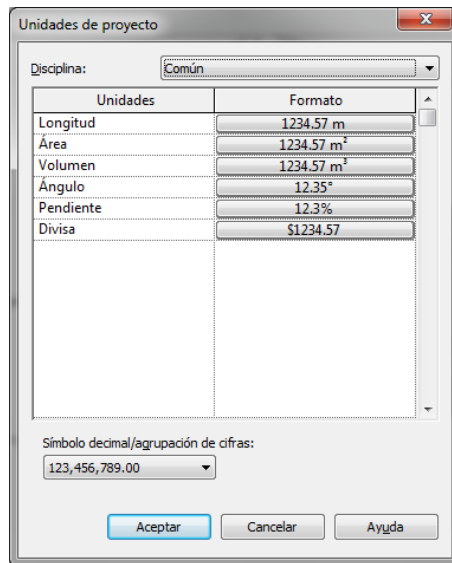 Unidades de proyecto
Disciplina: Común
Unidades Formato
Longitud 1234.57 m
Área 1234.57 m²
Volumen 1234.57 m³
Ángulo 12.35°
Pendiente 12.3%
Divisa $1234.57
Símbolo decimal/agrupación de cifras:
123,456,789.00
Aceptar Cancelar Ayuda